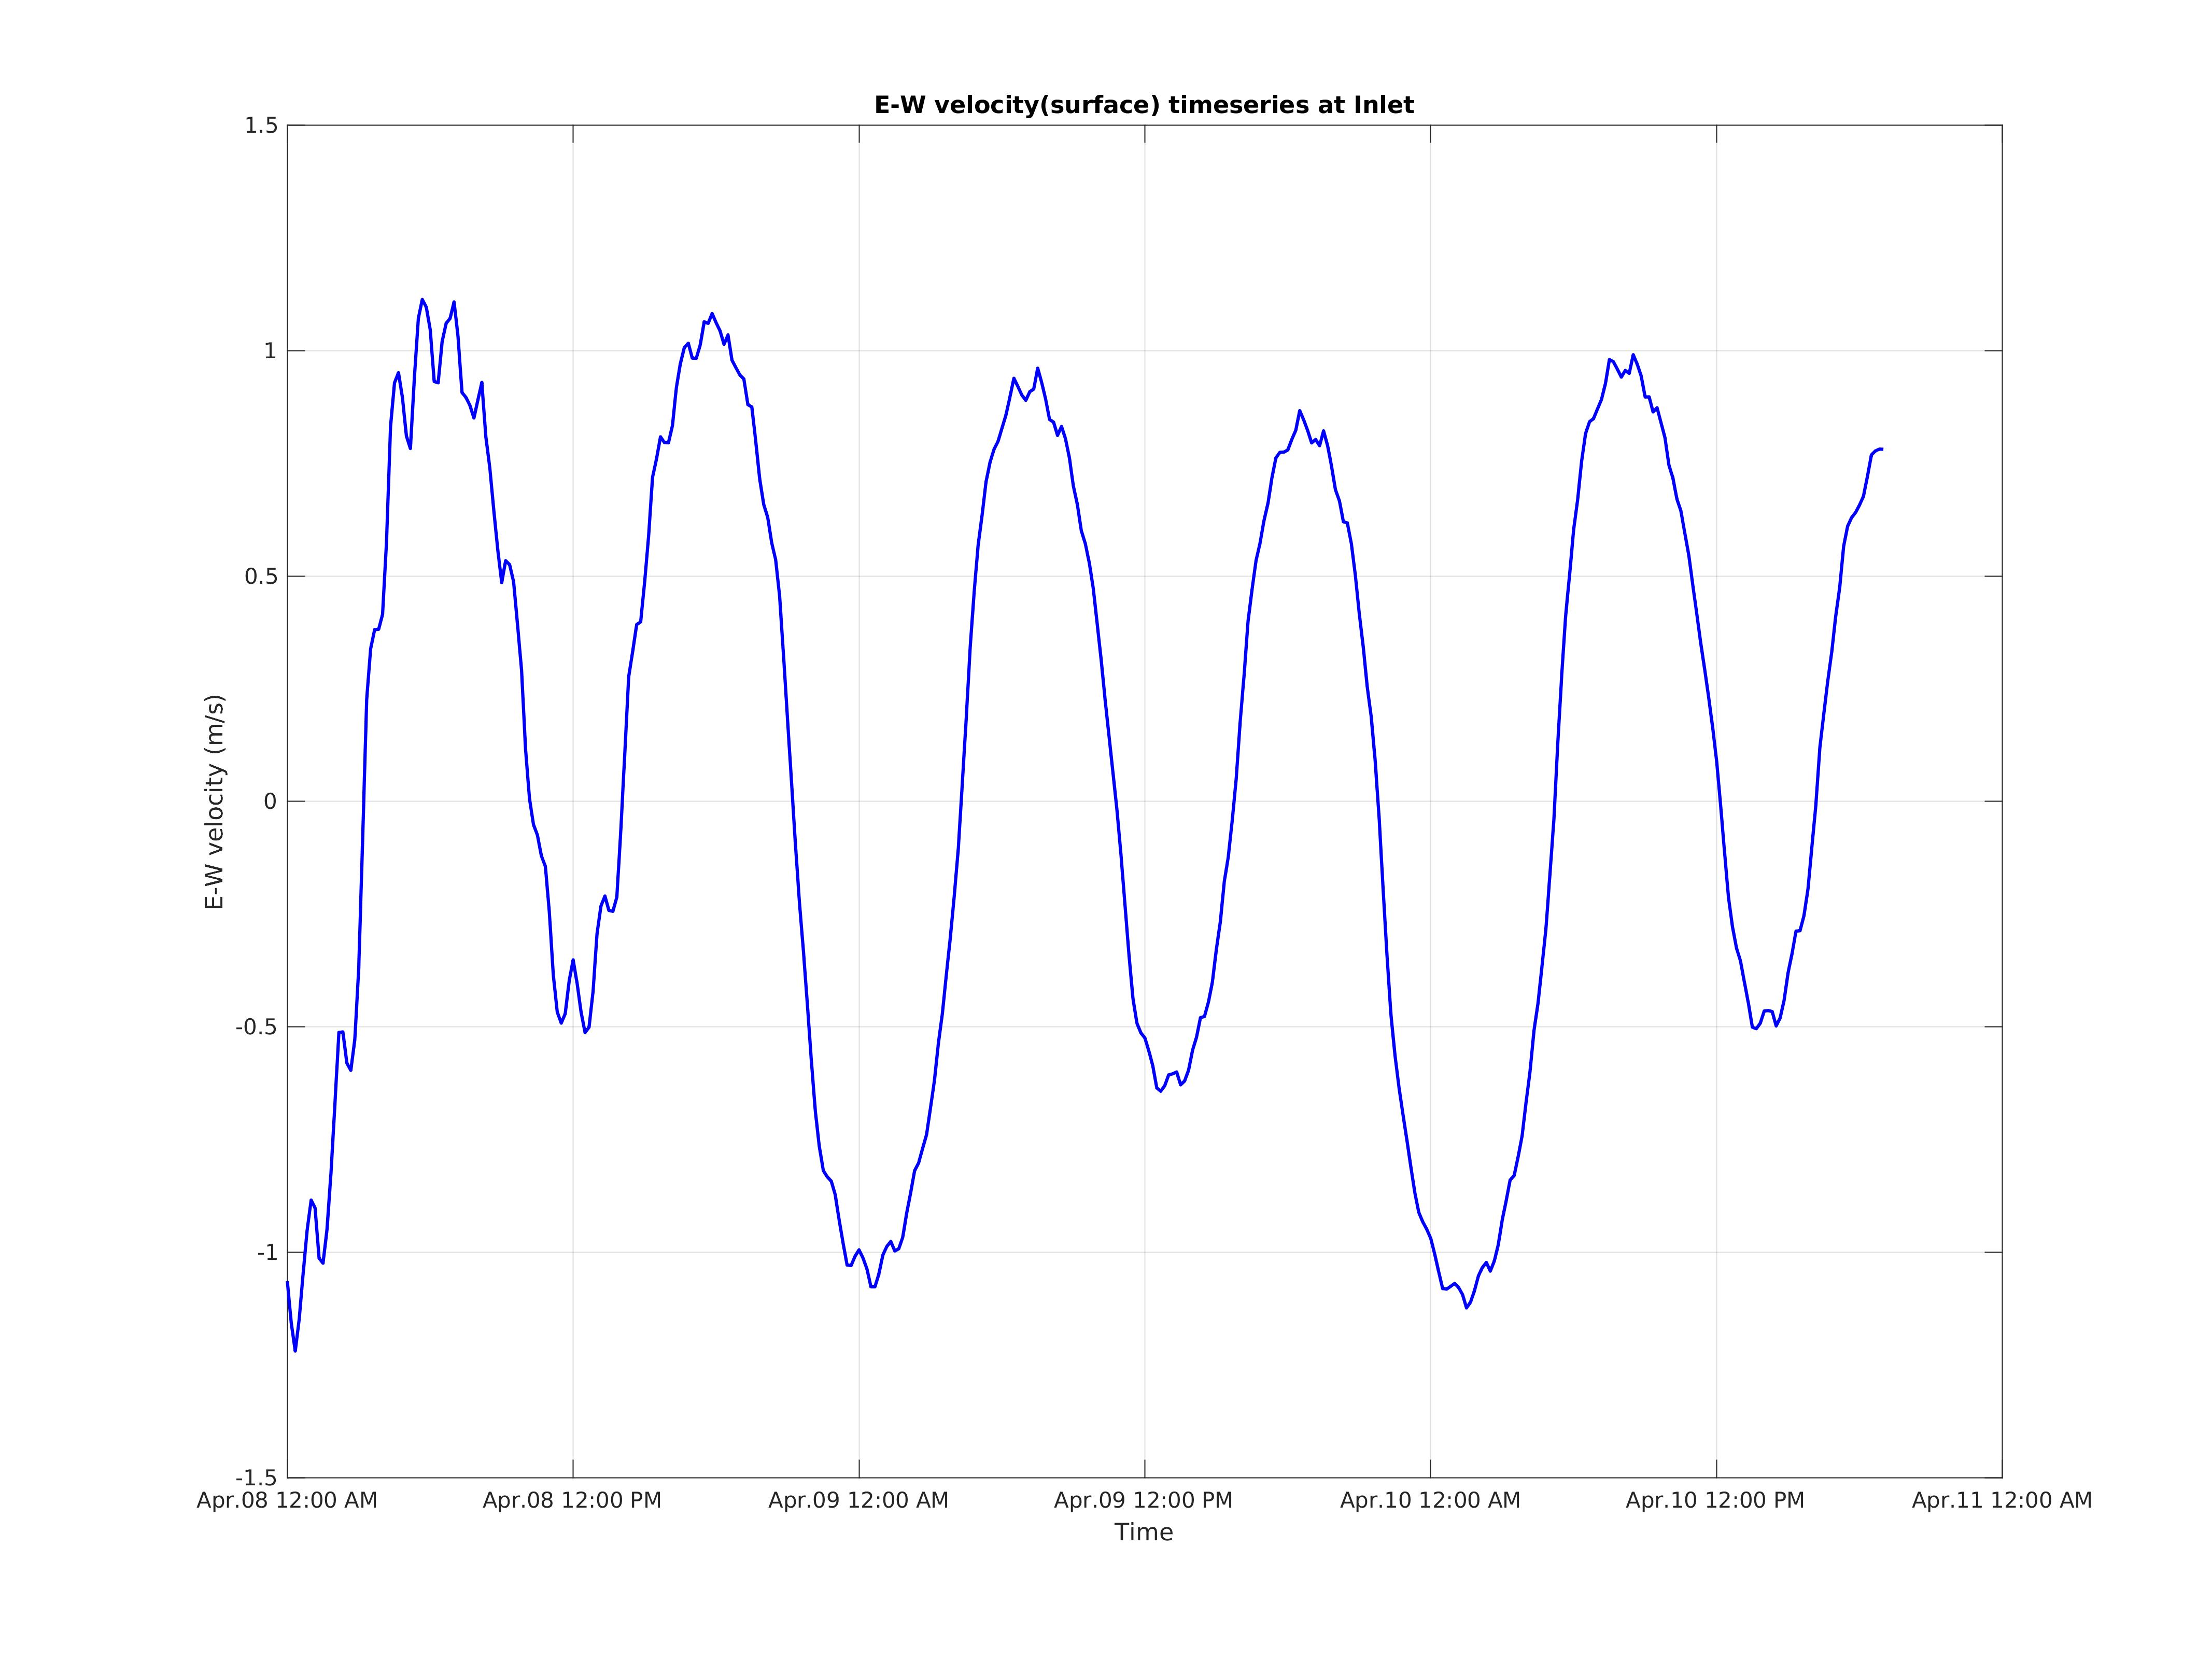 E-W velocity(surface) timeseries at Inlet
1.5
1
0.5
0
-0.5
-1
-1.5
E-W velocity (m/s)
Apr.08 12:00 AM Apr.08 12:00 PM Apr.09 12:00 AM Apr.09 12:00 PM Apr.10 12:00 AM Apr.10 12:00 PM Apr.11 12:00 AM
Time